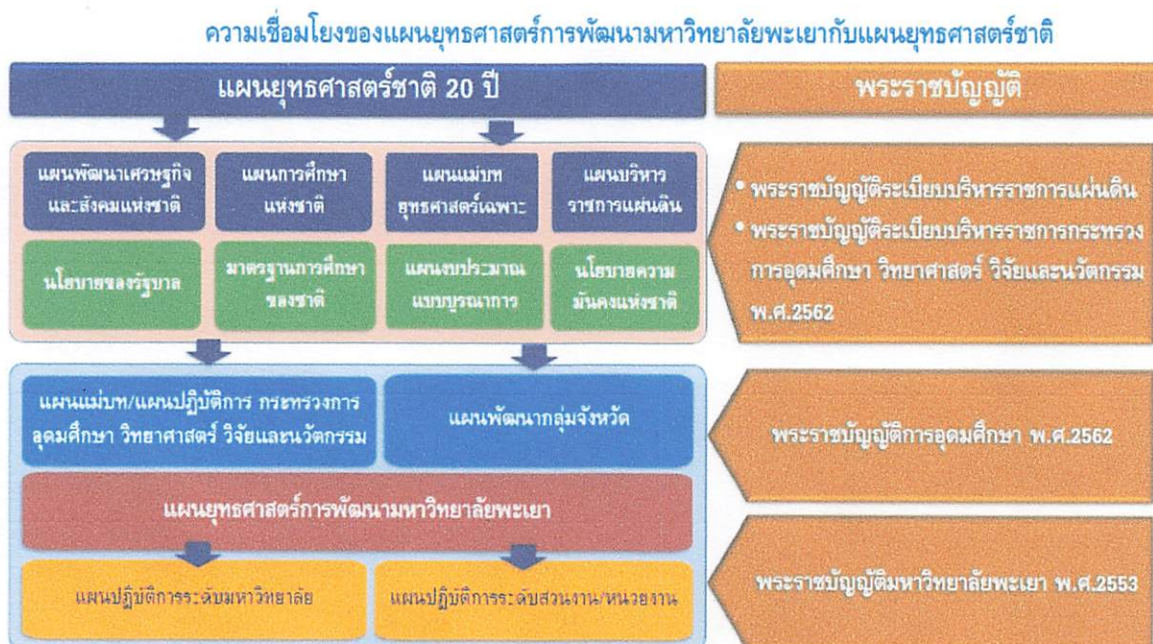 ความเชื่อมโยงของแผนยุทธศาสตร์การพัฒนามหาวิทยาลัยพะเยากับแผนยุทธศาสตร์ชาติ
แผนยุทธศาสตร์ชาติ 20 ปี
พระราชบัญญัติ
แผนพัฒนาเศรษฐกิจ
และสังคมแห่งชาติ
แผนการศึกษา
แห่งชาติ
แผนแม่บท
ยุทธศาสตร์เฉพาะ
แผนบริหาร
ราชการแผ่นดิน
นโยบายของรัฐบาล
มาตรฐานการศึกษา
ของชาติ
แผนงบประมาณ
แบบบูรณาการ
นโยบายความ
มั่นคงแห่งชาติ
• พระราชบัญญัติระเบียบบริหารราชการแผ่นดิน
• พระราชบัญญัติระเบียบบริหารราชการกระทรวง
การอุดมศึกษา วิทยาศาสตร์ วิจัยและนวัตกรรม
พ.ศ.2562
แผนแม่บท/แผนปฏิบัติการ กระทรวงการ
อุดมศึกษา วิทยาศาสตร์ วิจัยและนวัตกรรม
แผนพัฒนากลุ่มจังหวัด
พระราชบัญญัติการอุดมศึกษา พ.ศ.2562
แผนยุทธศาสตร์การพัฒนามหาวิทยาลัยพะเยา
แผนปฏิบัติการระดับมหาวิทยาลัย
แผนปฏิบัติการระดับส่วนงาน/หน่วยงาน
พระราชบัญญัติมหาวิทยาลัยพะเยา พ.ศ.2553